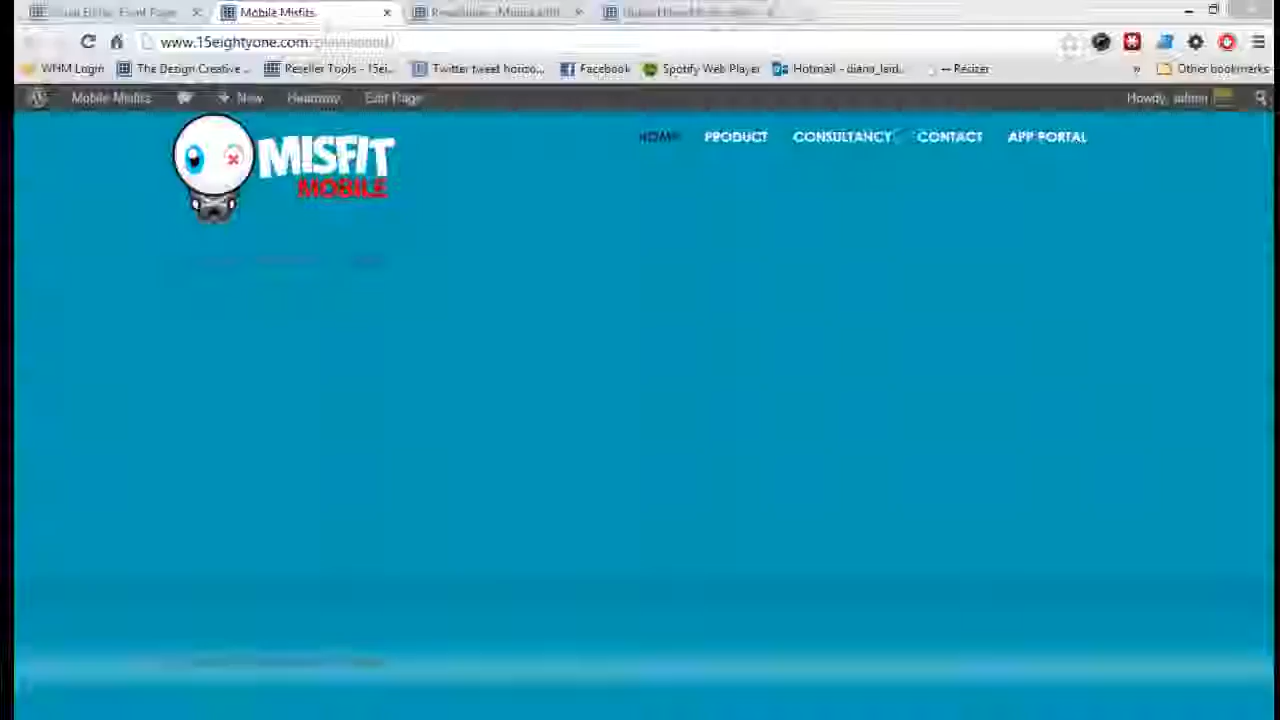 Mobile Misfits
www.15eightyone.com
WHM Login The Design Creative ... Reseller Tools - 15ei... Twitter tweet Facebook Spotify Web Player Hotmail - diana_laid... Resizer » Other bookmarks
Mobile Misfits New Edit Page Howdy, admin
MISFIT
MOBILE
HOME PRODUCT CONSULTANCY CONTACT APP PORTAL